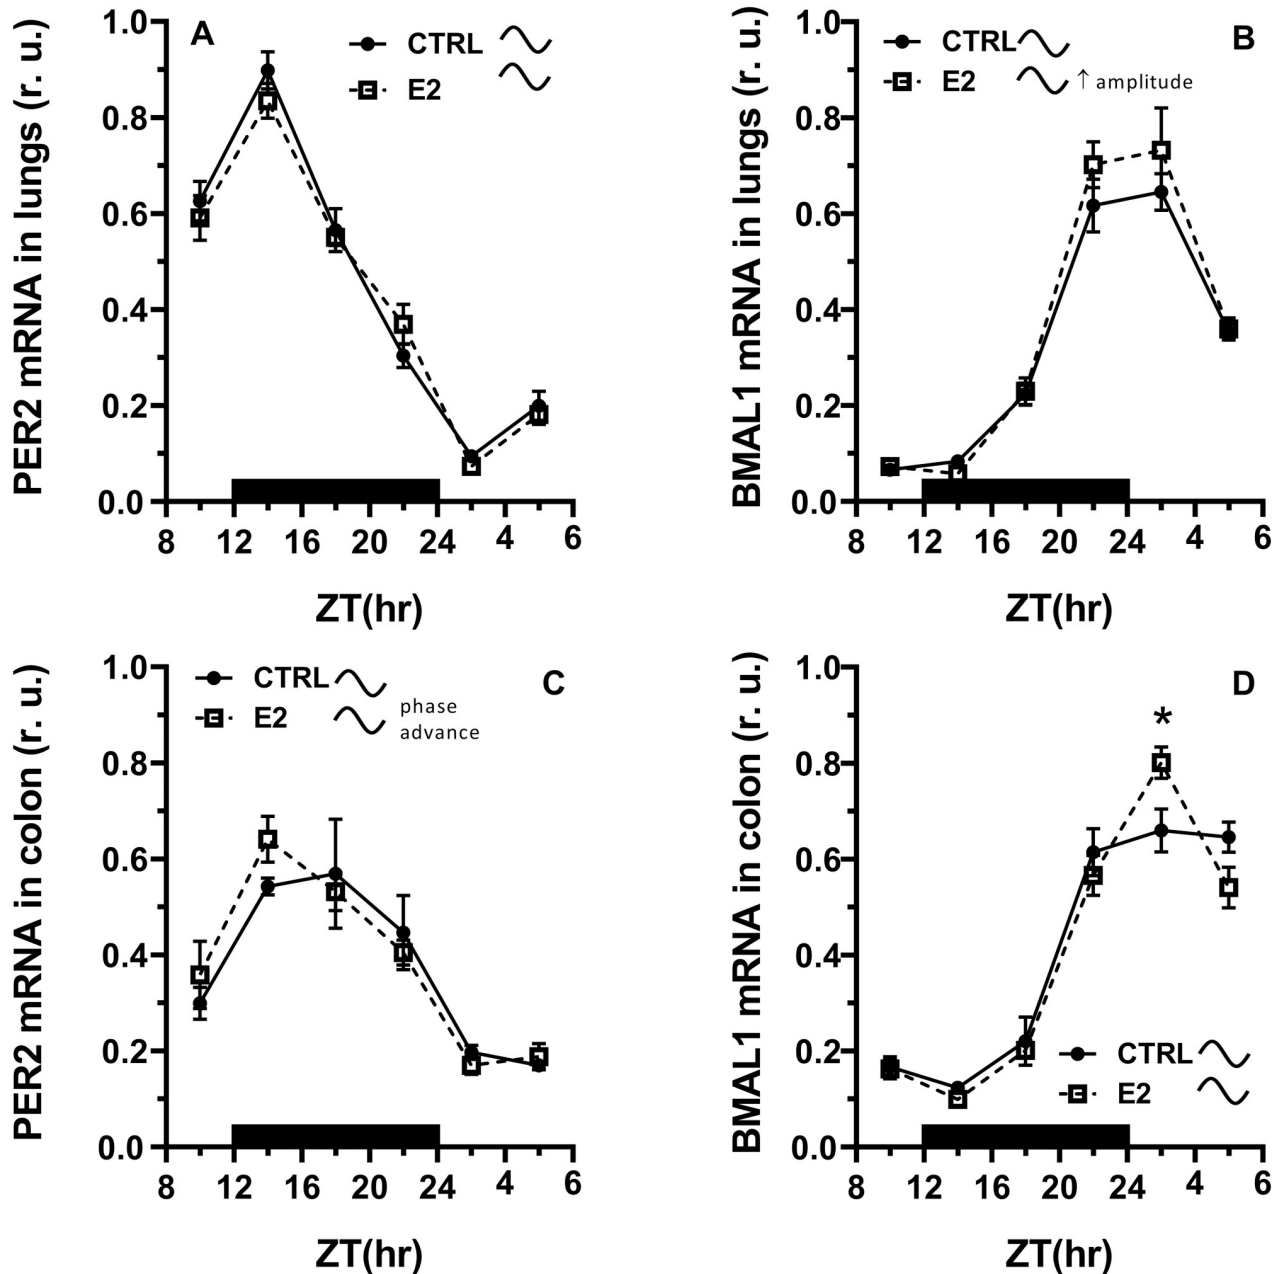 PER2 mRNA in lungs (r. u.)
A
CTRL
E2
1.0
0.8
0.6
0.4
0.2
0.0
8 12 16 20 24 4 6
ZT(hr)
BMAL1 mRNA in lungs (r. u.)
B
CTRL
E2 ↑ amplitude
1.0
0.8
0.6
0.4
0.2
0.0
8 12 16 20 24 4 6
ZT(hr)
PER2 mRNA in colon (r. u.)
C
CTRL
E2
phase
advance
1.0
0.8
0.6
0.4
0.2
0.0
8 12 16 20 24 4 6
ZT(hr)
BMAL1 mRNA in colon (r. u.)
D
*
1.0
0.8
0.6
0.4
0.2
0.0
CTRL
E2
8 12 16 20 24 4 6
ZT(hr)